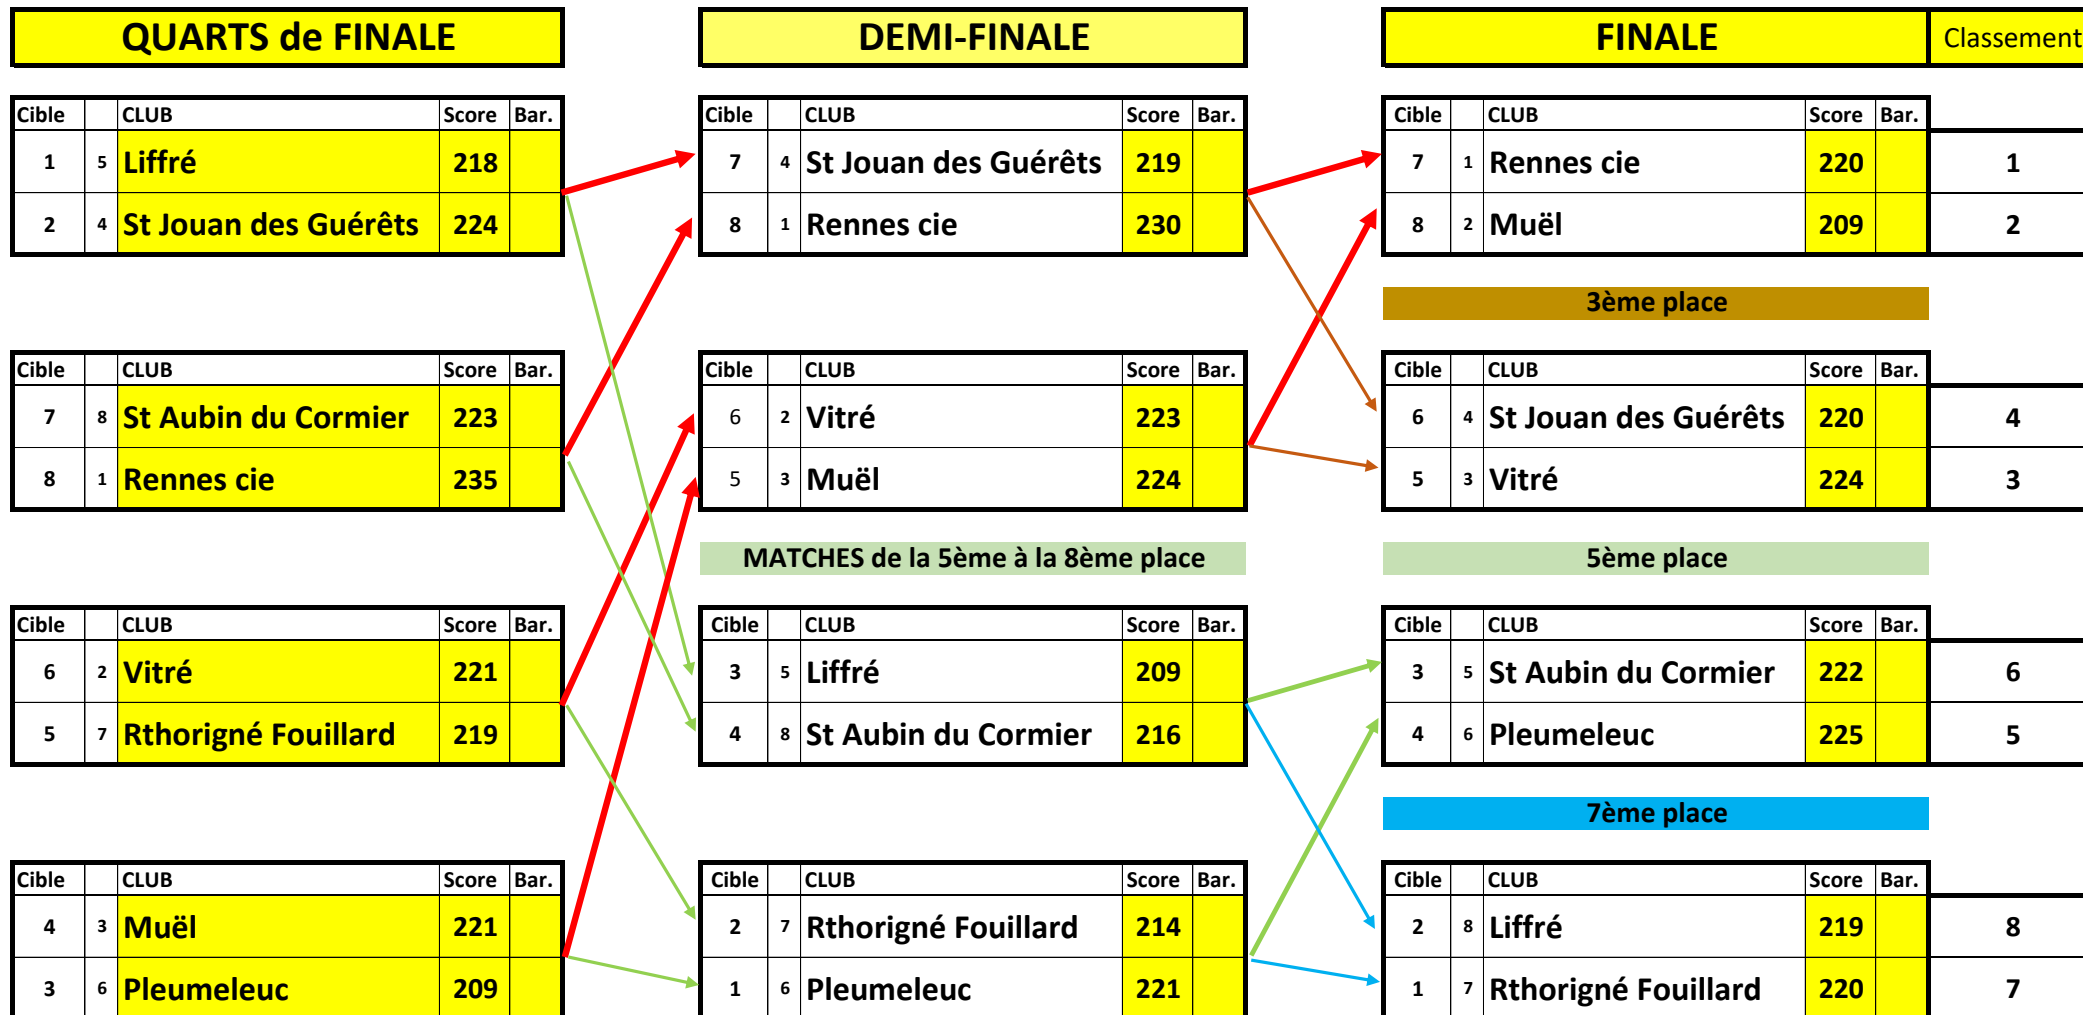 QUARTS de FINALE DEMI-FINALE FINALE Classement
Cible CLUB Score Bar. Cible CLUB Score Bar. Cible CLUB Score Bar.
1 5 Liffré 218 7 4 St Jouan des Guérêts 219 7 1 Rennes cie 220 1
2 4 St Jouan des Guérêts 224 8 1 Rennes cie 230 8 2 Muël 209 2
3ème place
Cible CLUB Score Bar. Cible CLUB Score Bar. Cible CLUB Score Bar.
7 8 St Aubin du Cormier 223 6 2 Vitré 223 6 4 St Jouan des Guérêts 220 4
8 1 Rennes cie 235 5 3 Muël 224 5 3 Vitré 224 3
MATCHES de la 5ème à la 8ème place 5ème place
Cible CLUB Score Bar. Cible CLUB Score Bar. Cible CLUB Score Bar.
6 2 Vitré 221 3 5 Liffré 209 3 5 St Aubin du Cormier 222 6
5 7 Rthorigné Fouillard 219 4 8 St Aubin du Cormier 216 4 6 Pleumeleuc 225 5
7ème place
Cible CLUB Score Bar. Cible CLUB Score Bar. Cible CLUB Score Bar.
4 3 Muël 221 2 7 Rthorigné Fouillard 214 2 8 Liffré 219 8
3 6 Pleumeleuc 209 1 6 Pleumeleuc 221 1 7 Rthorigné Fouillard 220 7